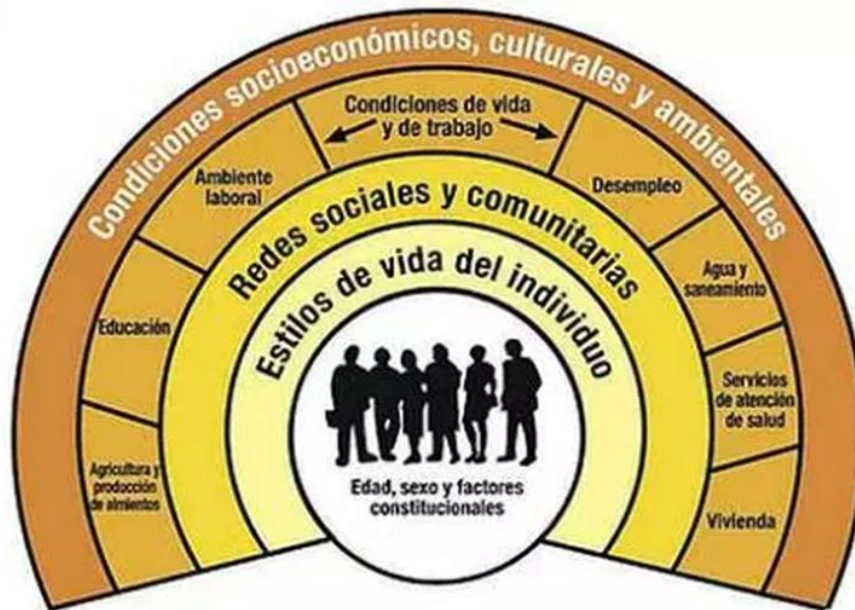 Condiciones socioeconómicos, culturales y ambientales
Condiciones de vida
y de trabajo
Ambiente
laboral
Desempleo
Redes sociales y comunitarias
Agua y
saneamiento
Educación
Estilos de vida del individuo
Servicios
de atención
de salud
Agricultura y
producción
de almientos
Edad, sexo y factores
constitucionales
Vivienda